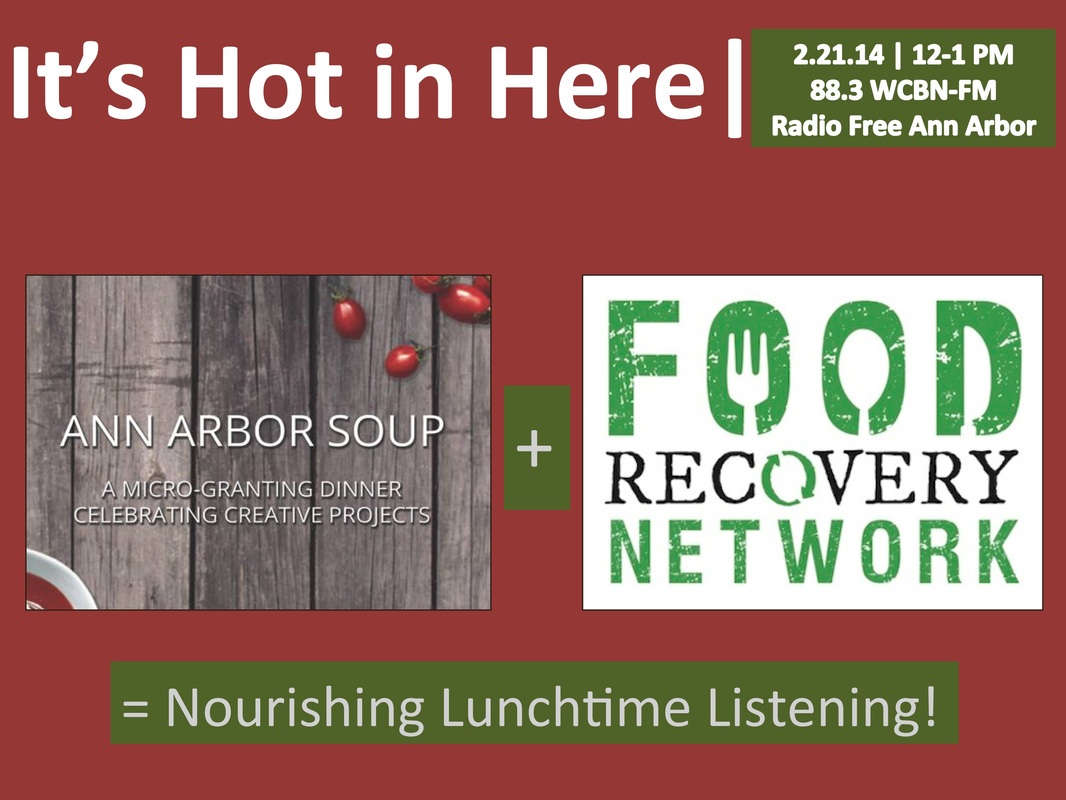 It’s Hot in Here|
2.21.14 | 12-1 PM
88.3 WCBN-FM
Radio Free Ann Arbor
ANN ARBOR SOUP
A MICRO-GRANTING DINNER
CELEBRATING CREATIVE PROJECTS
+
FOOD
RECOVERY
NETWORK
= Nourishing Lunchtime Listening!